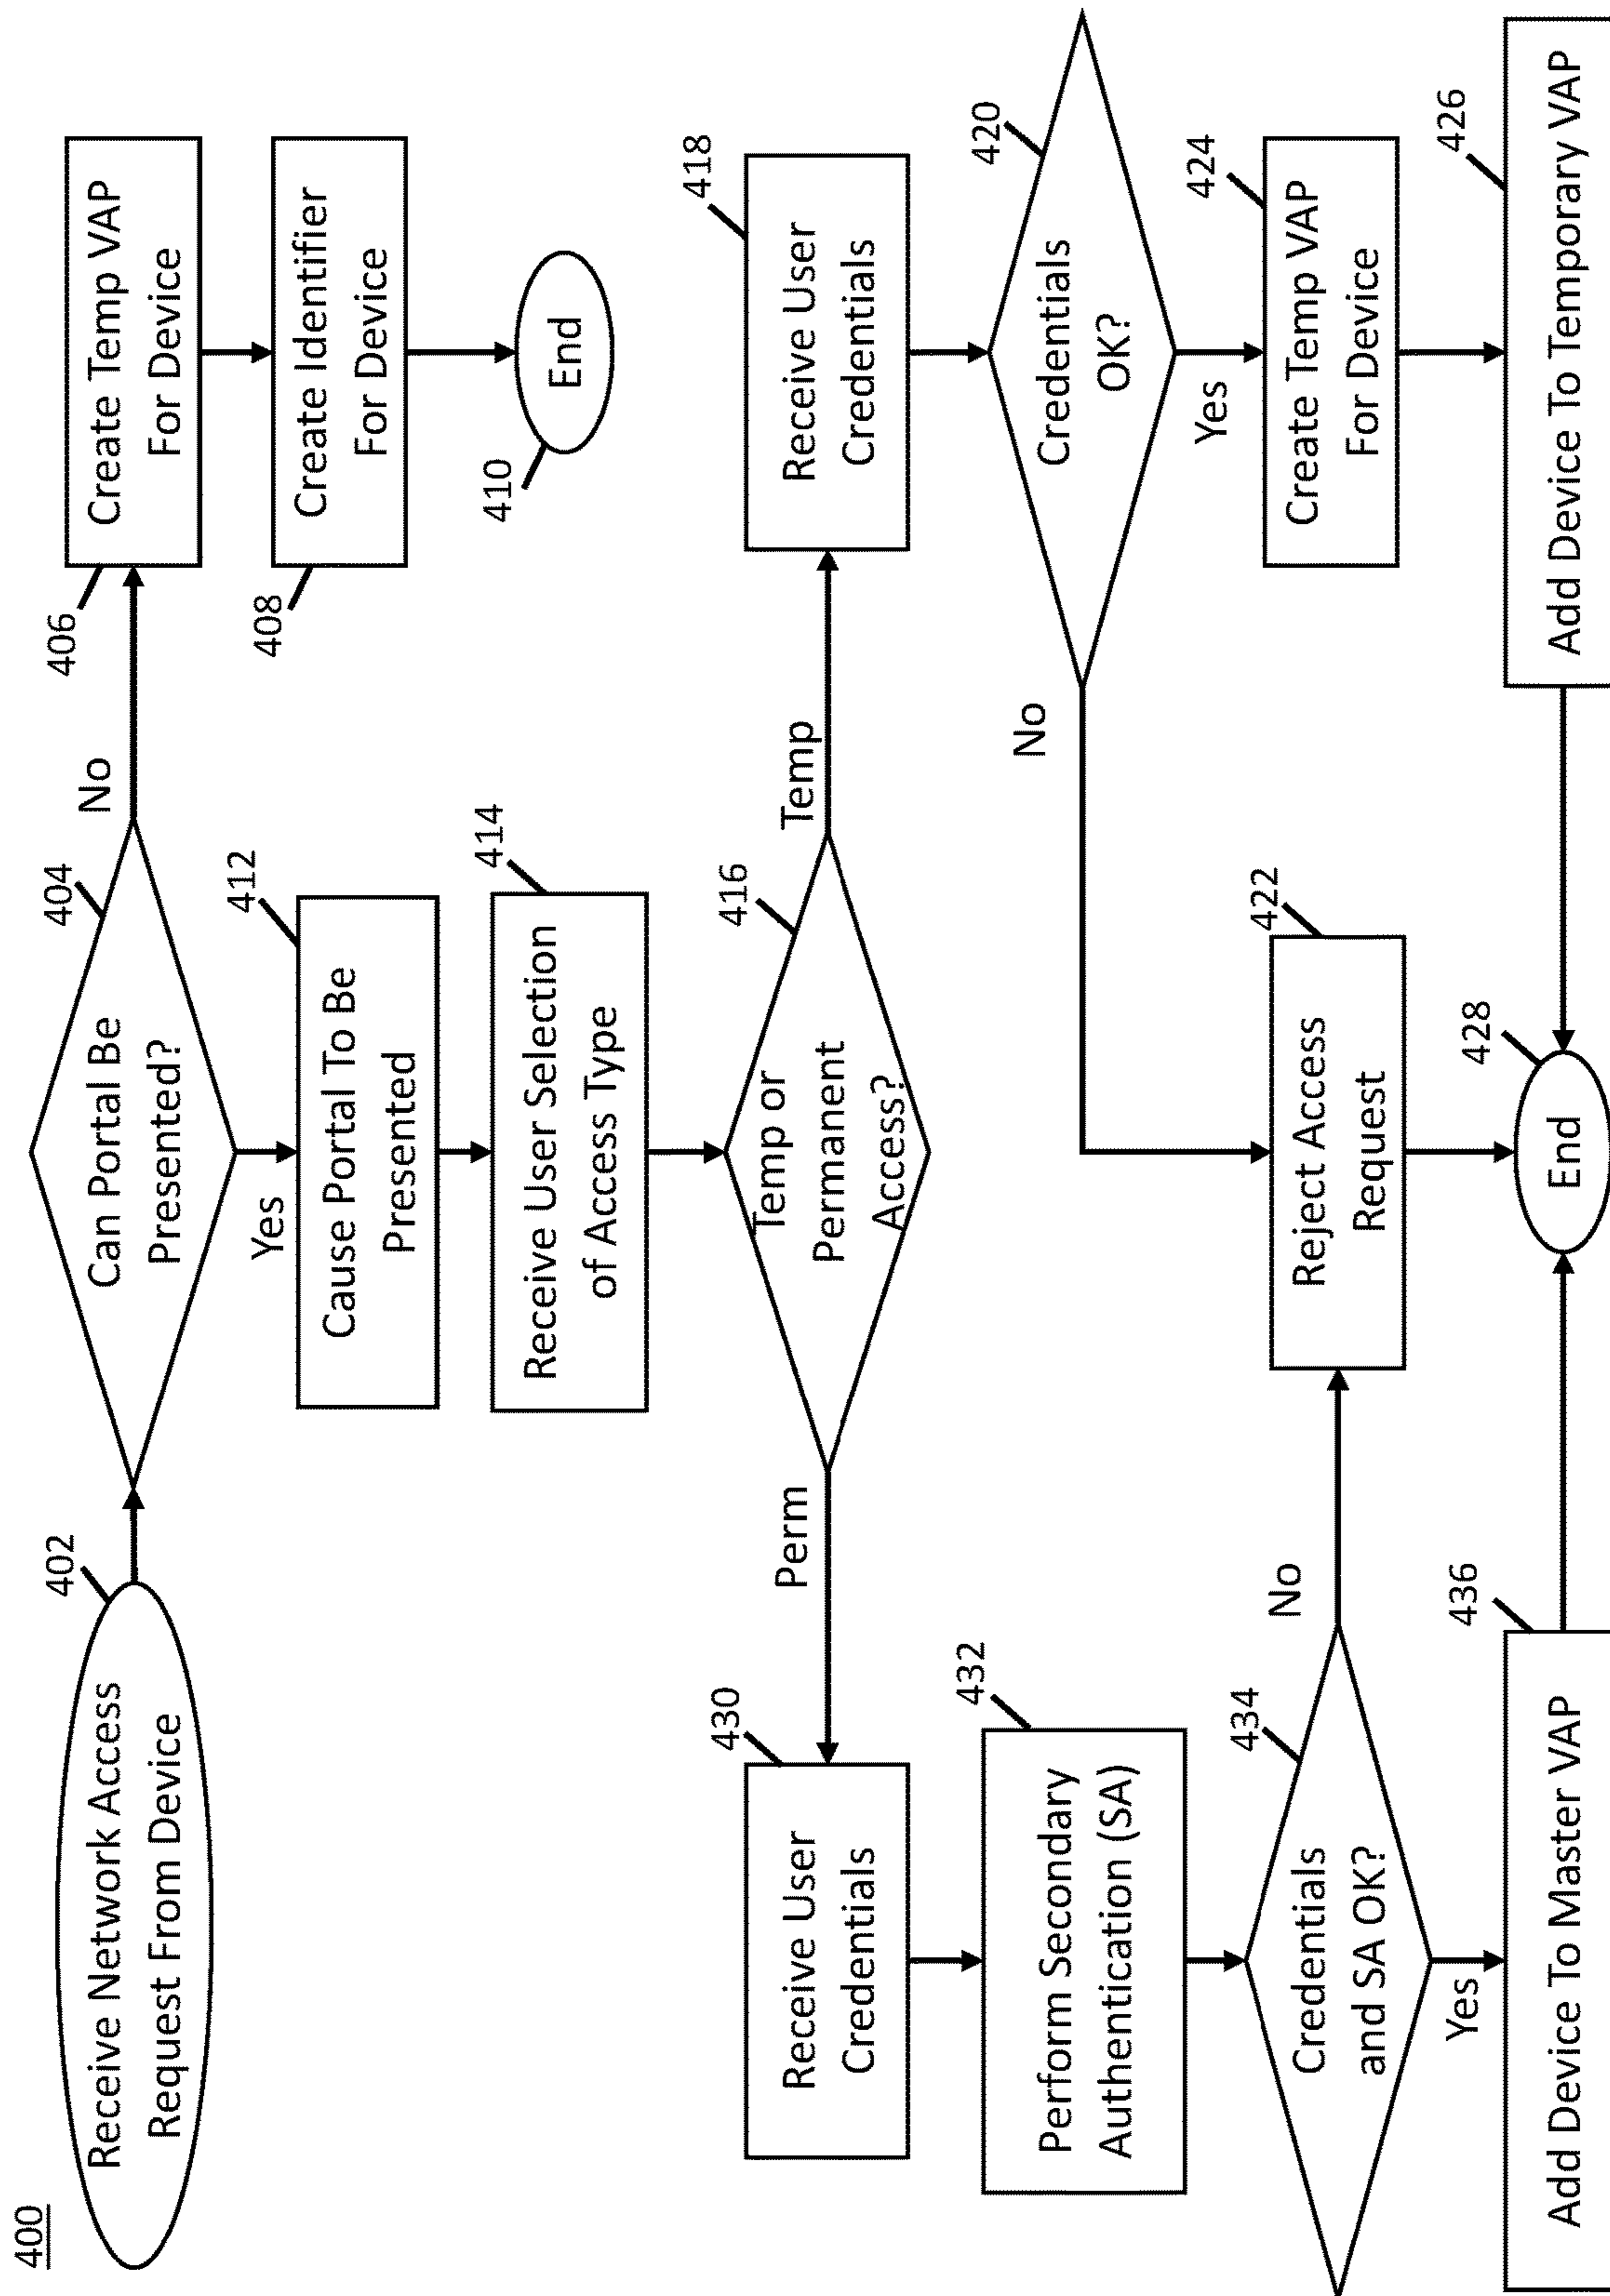 400
402
Receive Network Access
Request From Device
404
Can Portal Be
Presented?
No
Yes
406
Create Temp VAP
For Device
408
Create Identifier
For Device
410
End
412
Cause Portal To Be
Presented
414
Receive User Selection
of Access Type
416
Temp or
Permanent
Access?
Perm
Temp
418
Receive User
Credentials
420
Credentials
OK?
No
Yes
422
Reject Access
Request
424
Create Temp VAP
For Device
426
Add Device To Temporary VAP
428
End
430
Receive User
Credentials
432
Perform Secondary
Authentication (SA)
434
Credentials
and SA OK?
No
Yes
436
Add Device To Master VAP